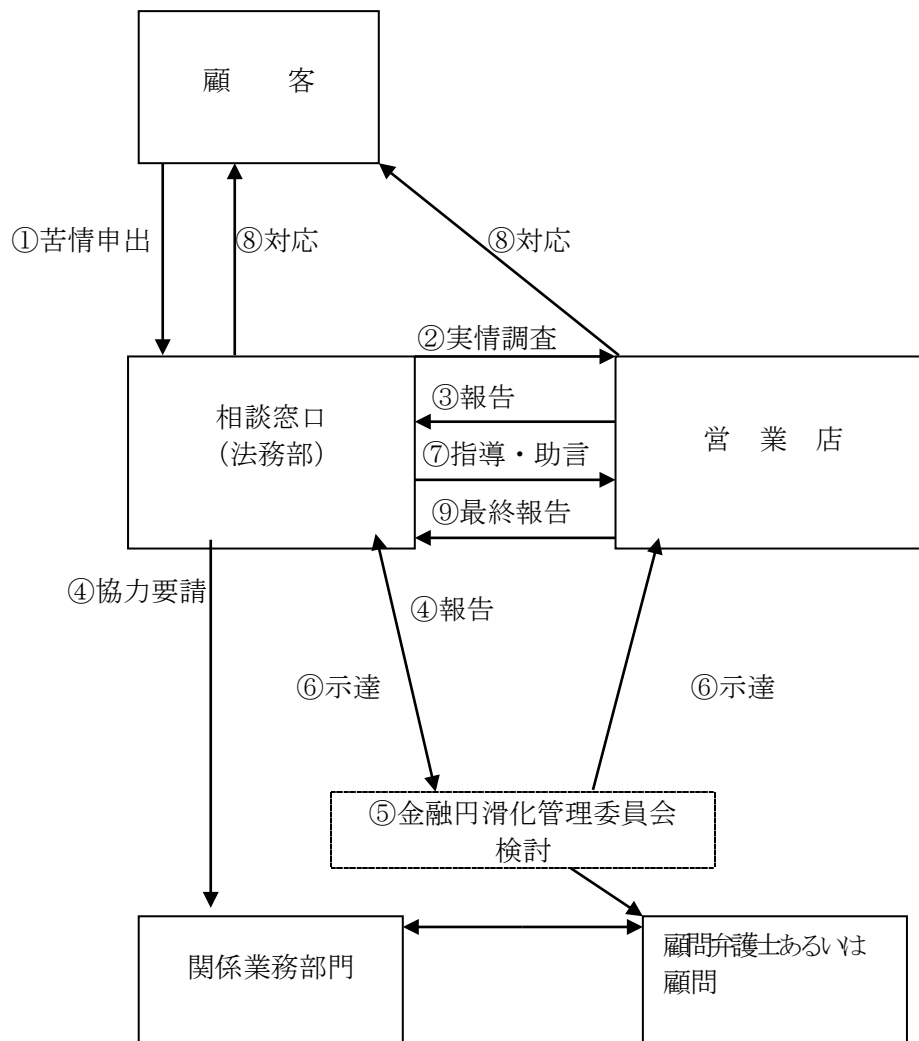 顧　　客
①苦情申出
⑧対応
⑧対応
②実情調査
相談窓口
（法務部）
③報告
⑦指導・助言
⑨最終報告
営　業　店
④協力要請
④報告
⑥示達
⑥示達
⑤金融円滑化管理委員会
検討
関係業務部門
顧問弁護士あるいは
顧問